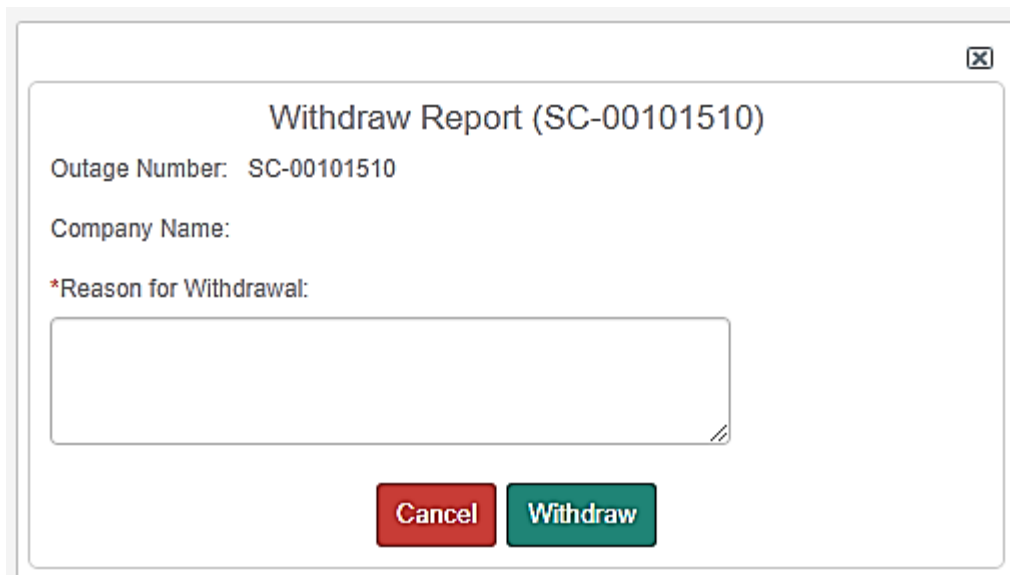 Withdraw Report (SC-00101510)
Outage Number: SC-00101510
Company Name:
*Reason for Withdrawal:
Cancel Withdraw